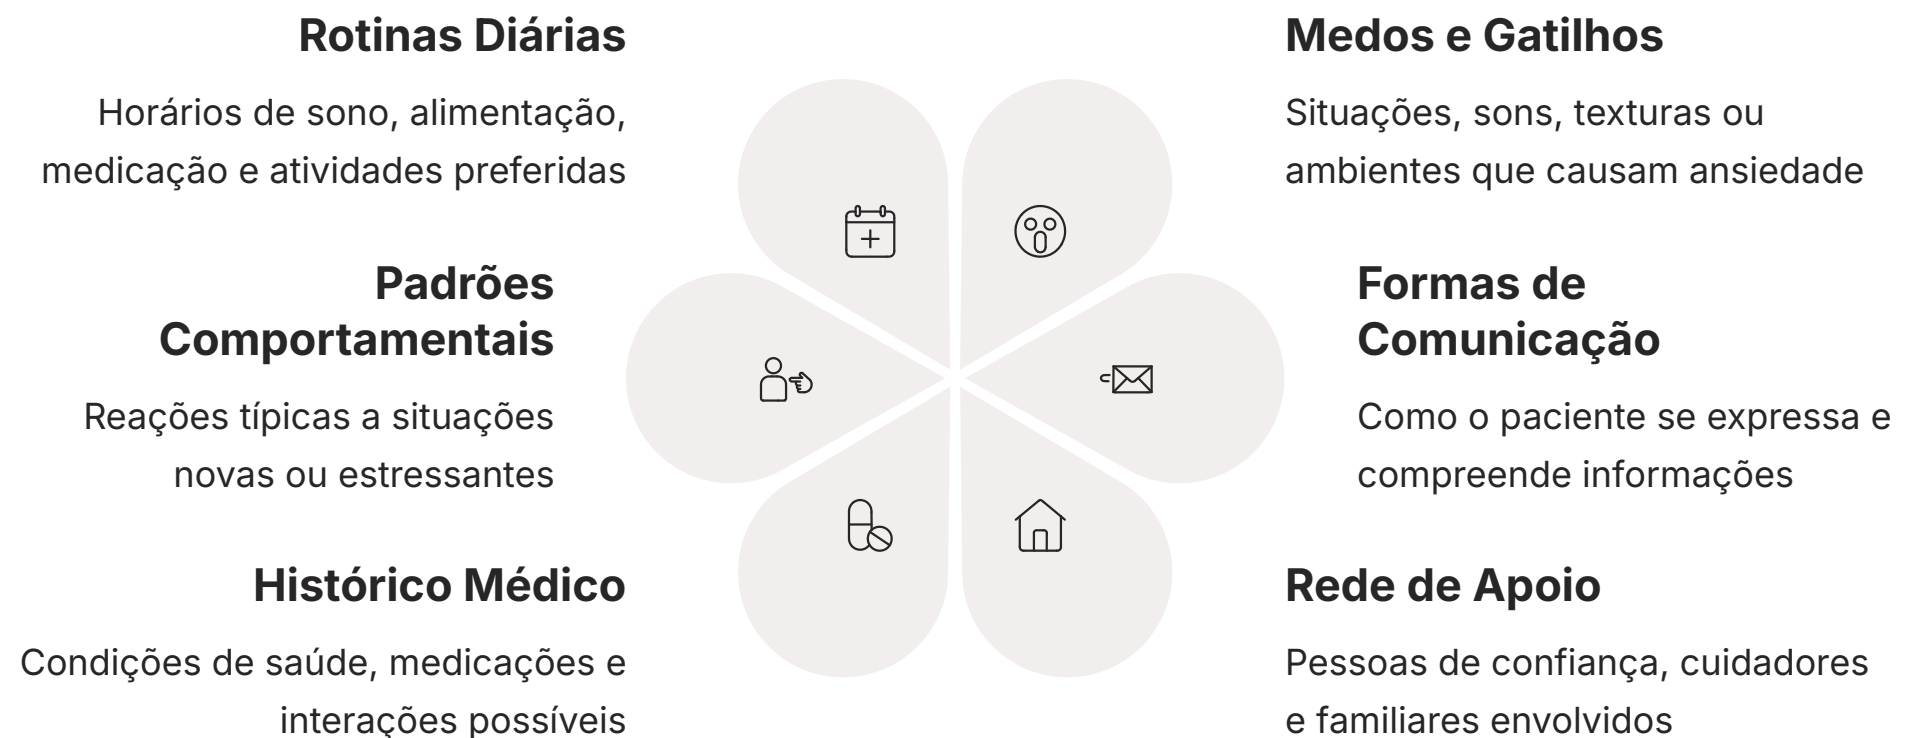 Rotinas Diárias
Horários de sono, alimentação,
medicação e atividades preferidas
Medos e Gatilhos
Situações, sons, texturas ou
ambientes que causam ansiedade
Padrões
Comportamentais
Reações típicas a situações
novas ou estressantes
Formas de
Comunicação
Como o paciente se expressa e
compreende informações
Histórico Médico
Condições de saúde, medicações e
interações possíveis
Rede de Apoio
Pessoas de confiança, cuidadores
e familiares envolvidos